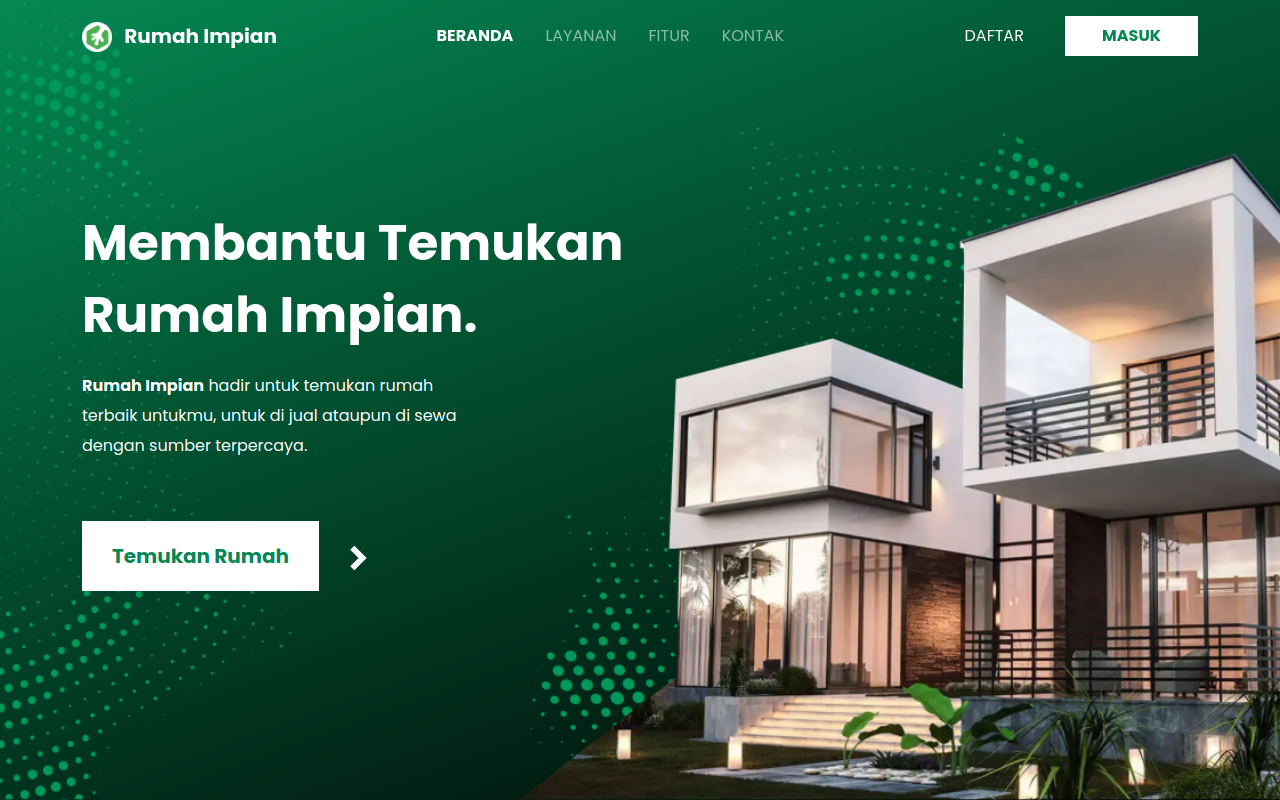 Rumah Impian
BERANDA LAYANAN FITUR KONTAK
DAFTAR
MASUK
Membantu Temukan
Rumah Impian.
Rumah Impian hadir untuk temukan rumah
terbaik untukmu, untuk di jual ataupun di sewa
dengan sumber terpercaya.
Temukan Rumah